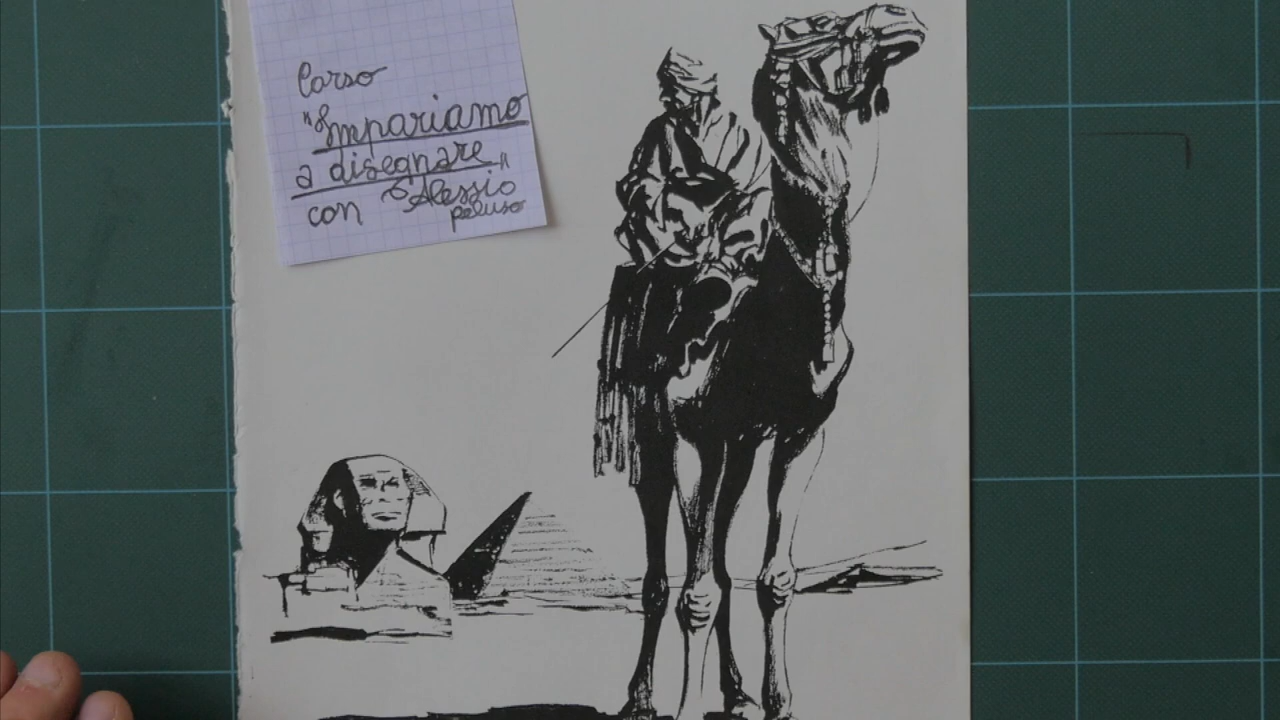 Corso
"Impariamo
a disegnare"
con Alessio
peluso